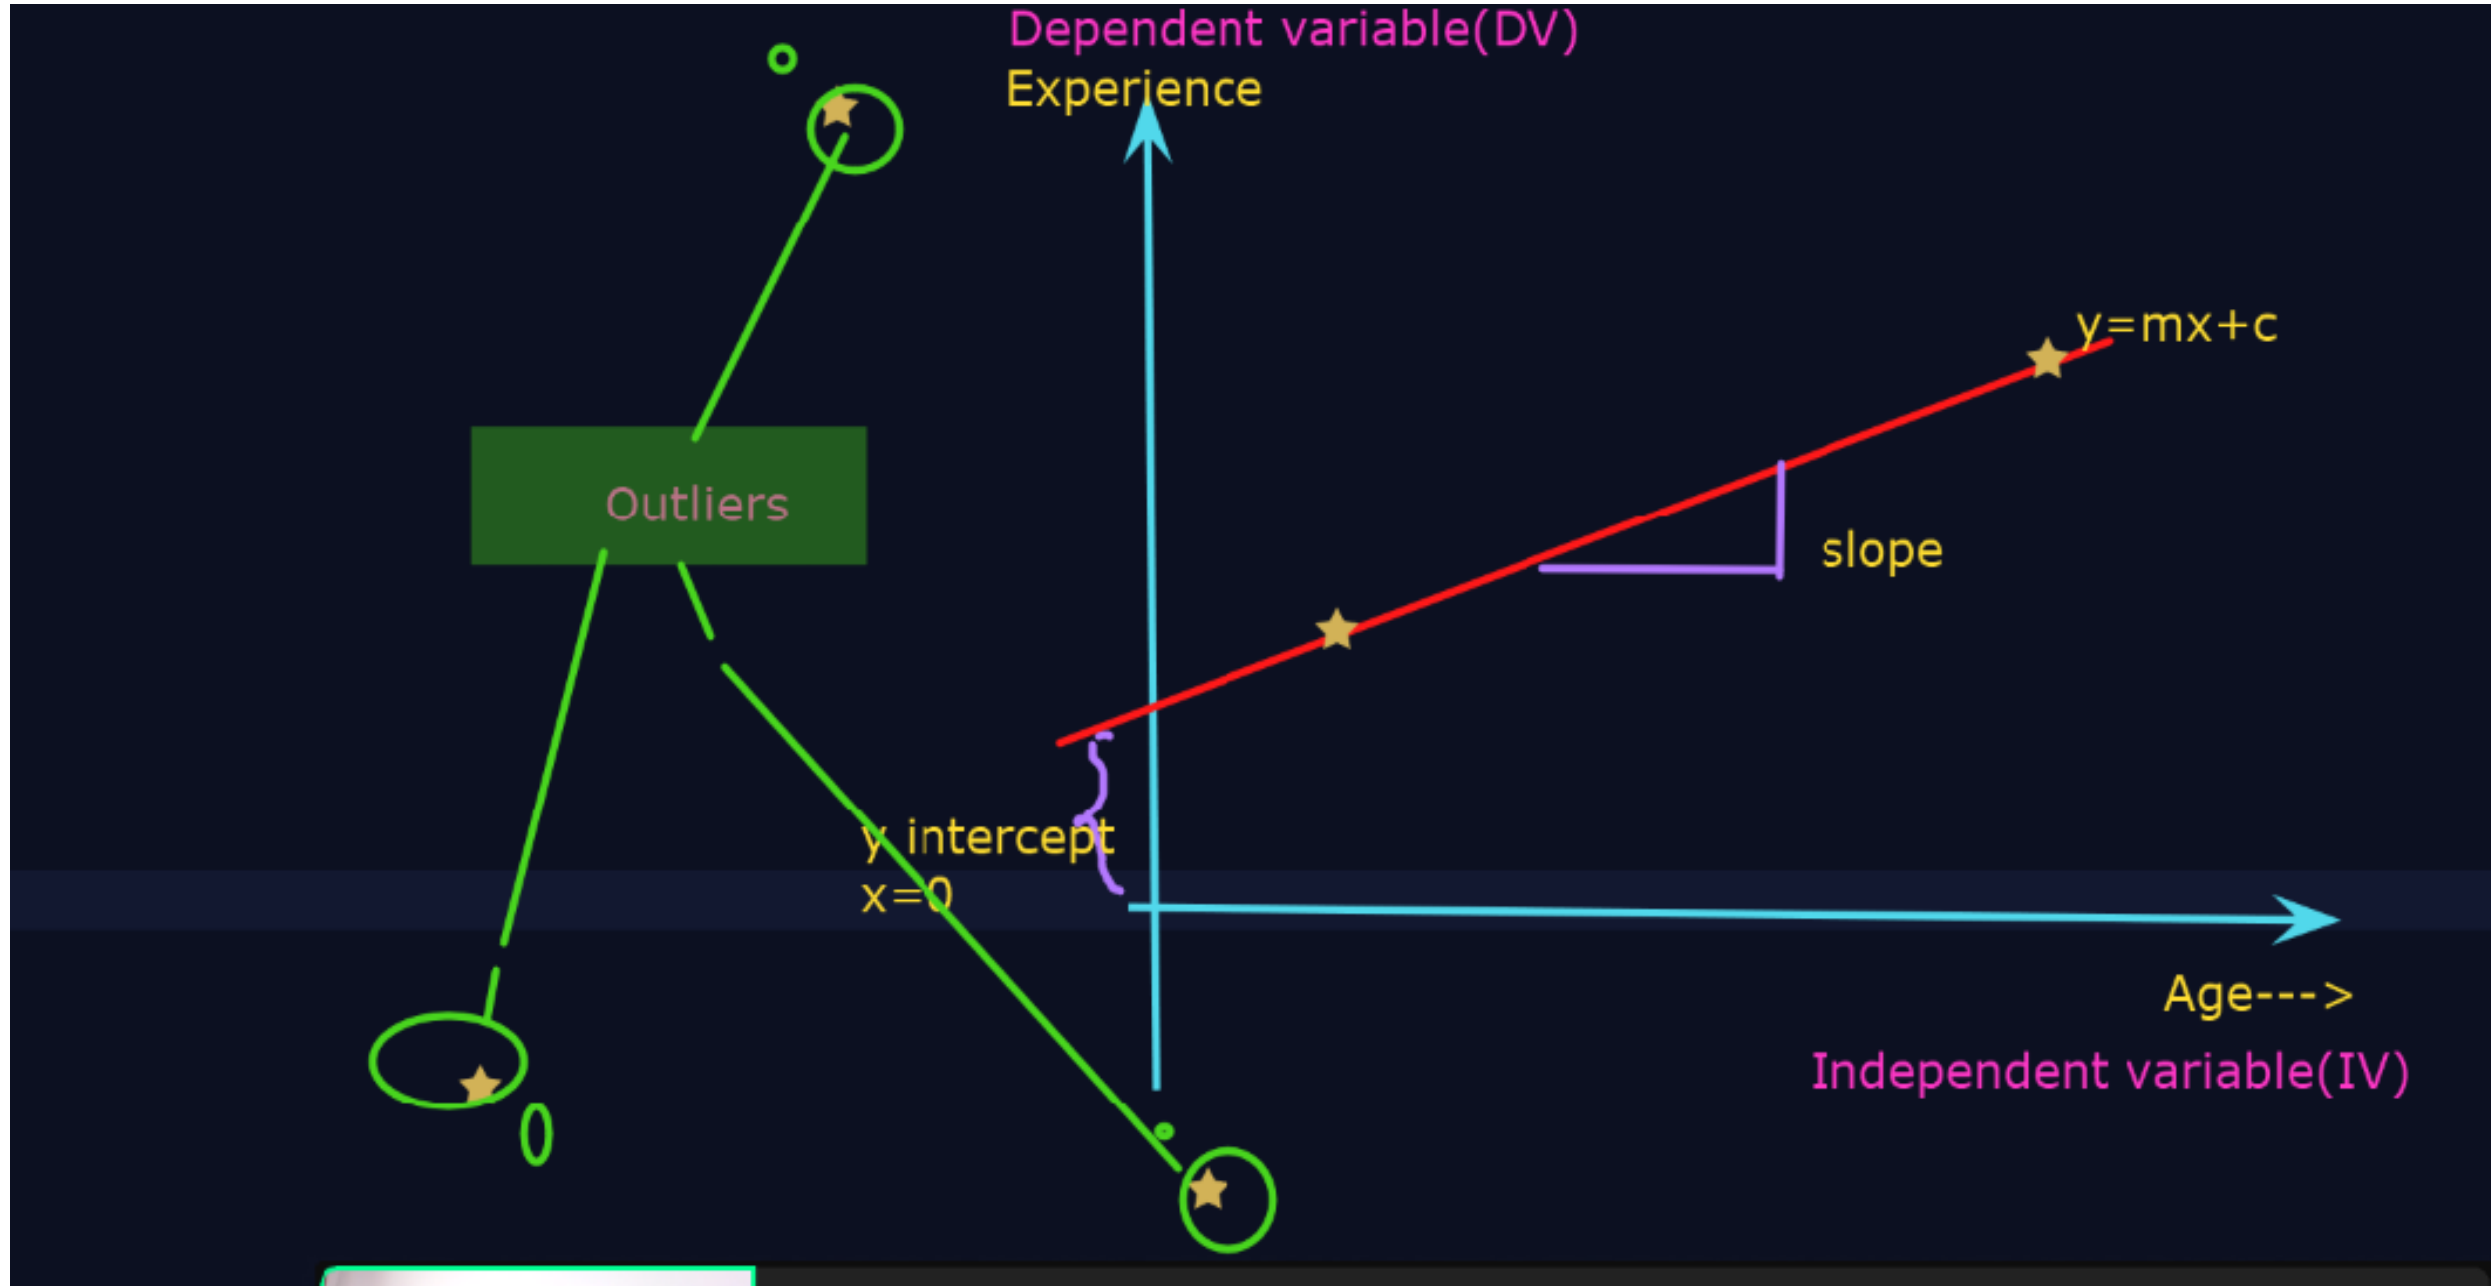 Dependent variable(DV)
Experience
y=mx+c
Outliers
slope
y intercept
x=0
Age--->
Independent variable(IV)